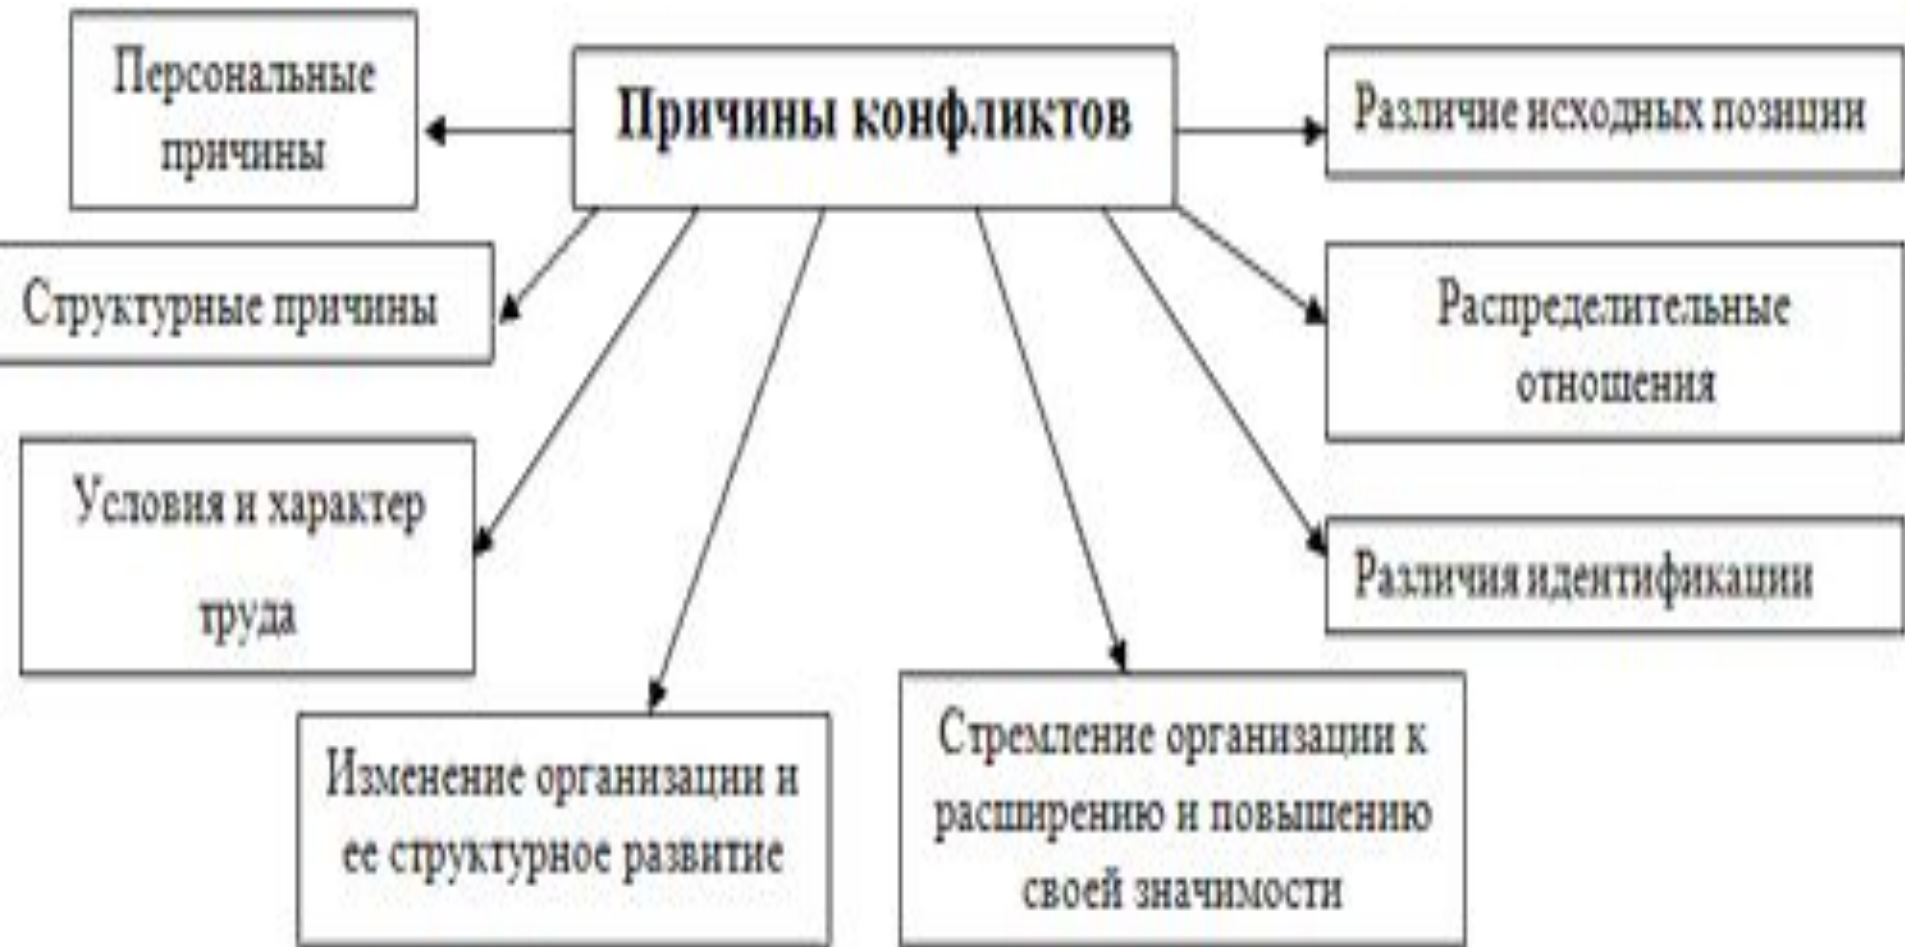 Персональные
причины
Причины конфликтов
Различие исходных позиции
Структурные причины
Распределительные
отношения
Условия и характер
труда
Различия идентификации
Изменение организации и
ее структурное развитие
Стремление организации к
расширению и повышению
своей значимости